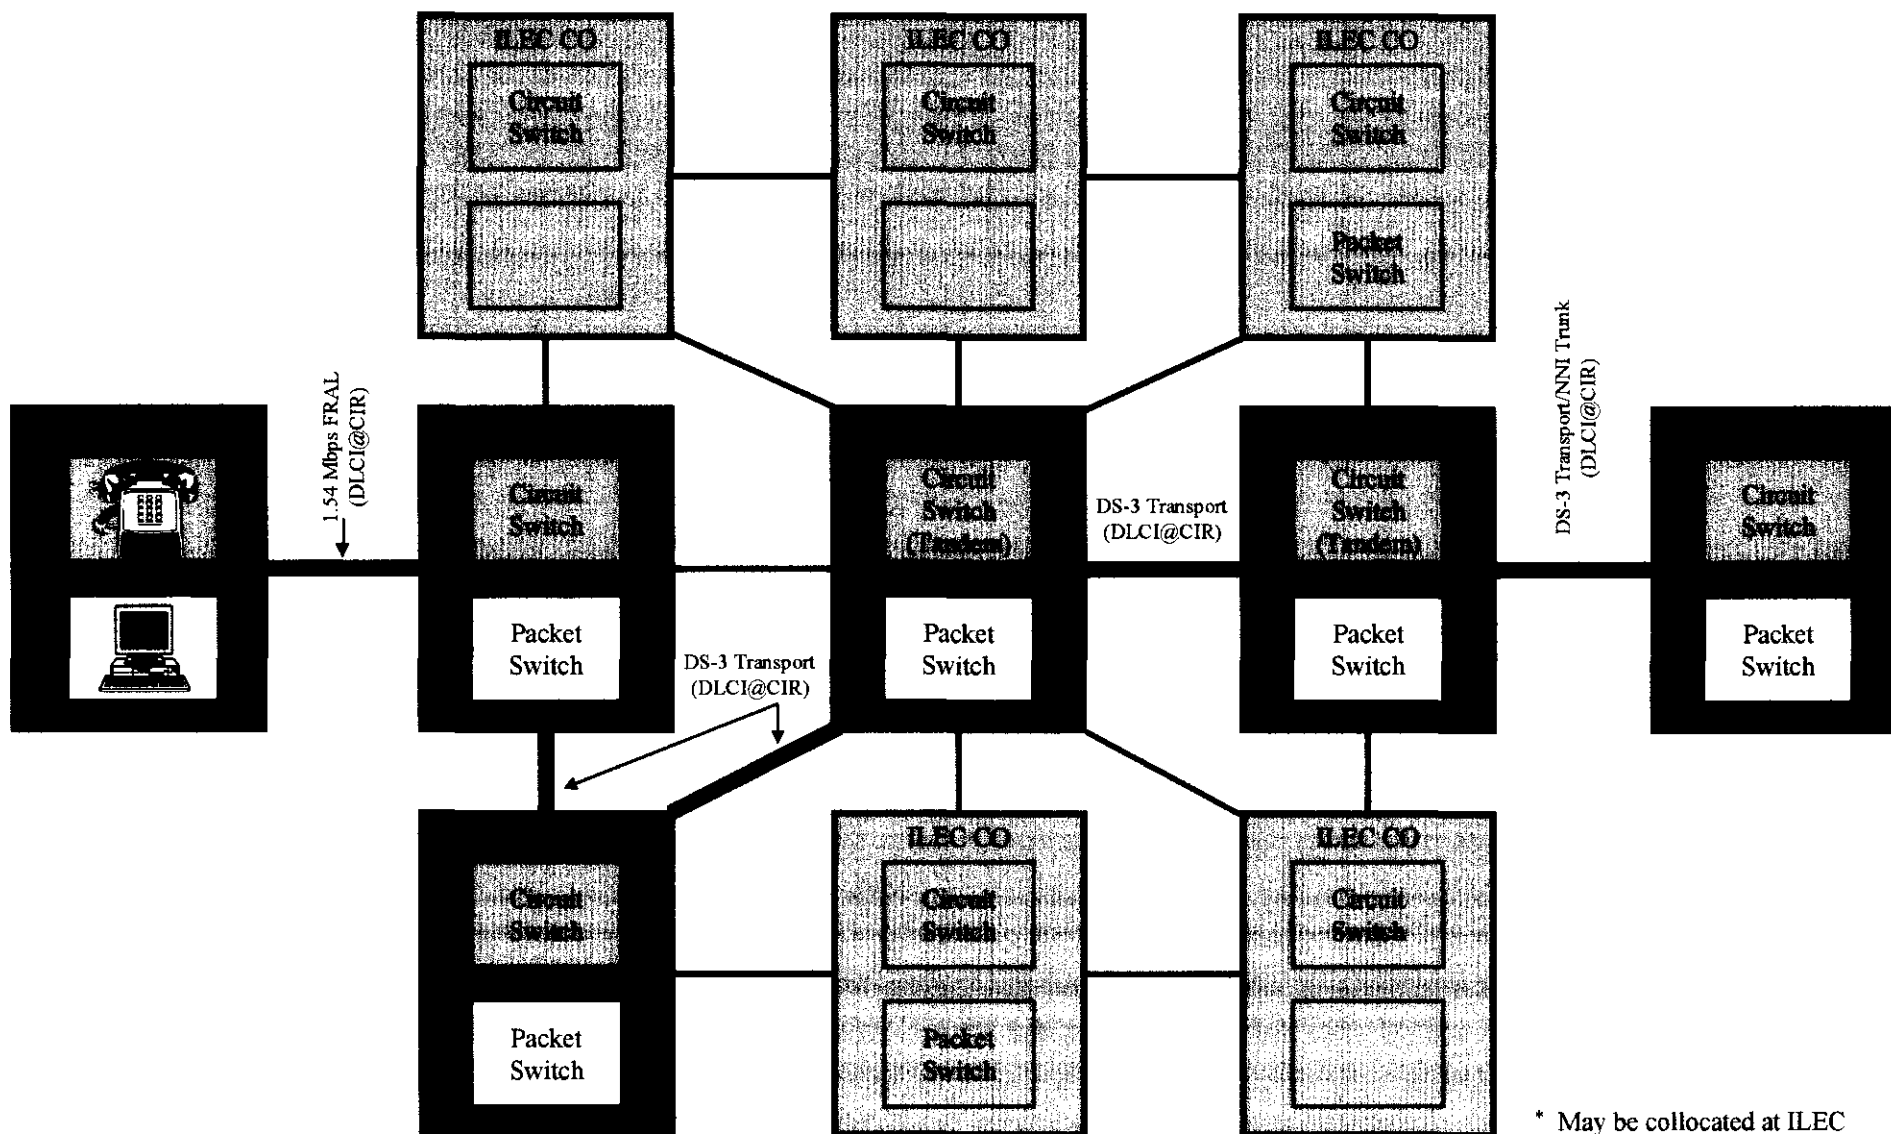 ILEC CO
Circuit
Switch
ILEC CO
Circuit
Switch
ILEC CO
Circuit
Switch
Packet
Switch
1.54 Mbps FRAL
(DLCI@CIR)
Circuit
Switch
Packet
Switch
DS-3 Transport
(DLCI@CIR)
Circuit
Switch
(Tandem)
Packet
Switch
DS-3 Transport
(DLCI@CIR)
Circuit
Switch
(Tandem)
Packet
Switch
DS-3 Transport/NNI Trunk
(DLCI@CIR)
Circuit
Switch
Packet
Switch
Circuit
Switch
Packet
Switch
ILEC CO
Circuit
Switch
Packet
Switch
ILEC CO
Circuit
Switch
* May be collocated at ILEC